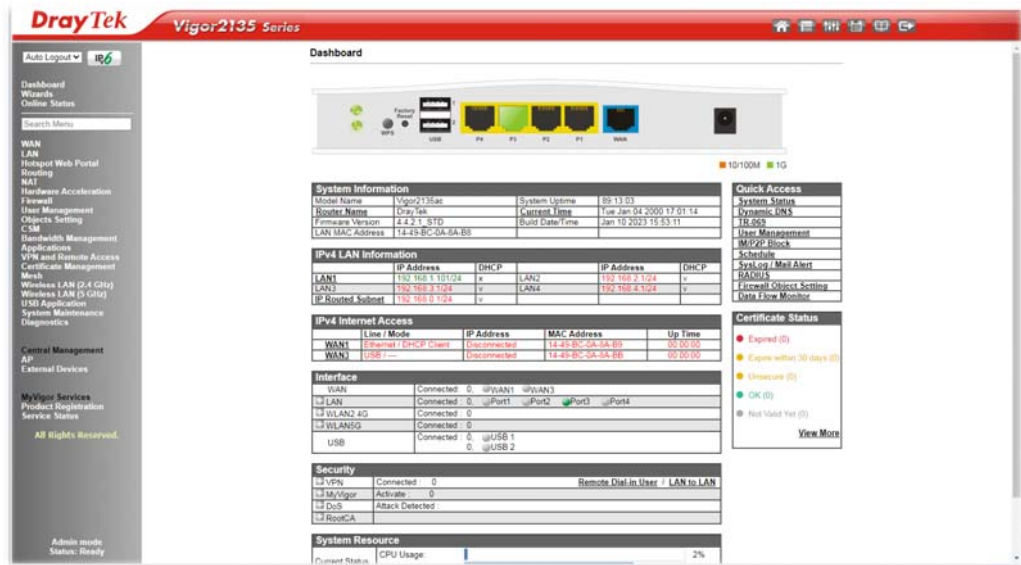 DrayTek Vigor2135 Series
Auto Logout IPv6
Dashboard
Wizards
Online Status
Search Menu
WAN
LAN
Hotspot Web Portal
Routing
NAT
Hardware Acceleration
Firewall
User Management
Objects Setting
CSM
Bandwidth Management
Applications
VPN and Remote Access
Certificate Management
Mesh
Wireless LAN (2.4 GHz)
Wireless LAN (5 GHz)
USB Application
System Maintenance
Diagnostics
Central Management
AP
External Devices
MyVigor Services
Product Registration
Service Status
All Rights Reserved.
Admin mode
Status: Ready
Dashboard
Factory
Reset
WPS
1
2
USB P4 P3 P2 P1 WAN
10/100M 1G
System Information
Model Name Vigor2135ac System Uptime 89:13:03
Router Name DrayTek Current Time Tue Jan 04 2000 17:01:14
Firmware Version 4.4.2.1_STD Build Date/Time Jan 10 2023 15:53:11
LAN MAC Address 14-49-BC-0A-8A-B8
IPv4 LAN Information
IP Address DHCP IP Address DHCP
LAN1 192.168.1.101/24 x LAN2 192.168.2.1/24 v
LAN3 192.168.3.1/24 v LAN4 192.168.4.1/24 v
IP Routed Subnet 192.168.0.1/24 v
IPv4 Internet Access
Line / Mode IP Address MAC Address Up Time
WAN1 Ethernet / DHCP Client Disconnected 14-49-BC-0A-8A-B9 00:00:00
WAN3 USB / --- Disconnected 14-49-BC-0A-8A-BB 00:00:00
Interface
WAN Connected : 0, WAN1 WAN3
LAN Connected : 0, Port1 Port2 Port3 Port4
WLAN2.4G Connected : 0
WLAN5G Connected : 0
USB Connected : 0, USB 1
0, USB 2
Security
VPN Connected : 0 Remote Dial-in User / LAN to LAN
MyVigor Activate : 0
DoS Attack Detected :
RootCA
System Resource
Current Status CPU Usage: 2%
Quick Access
System Status
Dynamic DNS
TR-069
User Management
IM/P2P Block
Schedule
SysLog / Mail Alert
RADIUS
Firewall Object Setting
Data Flow Monitor
Certificate Status
Expired (0)
Expire within 30 days (0)
Unsecure (0)
OK (0)
Not Valid Yet (0)
View More